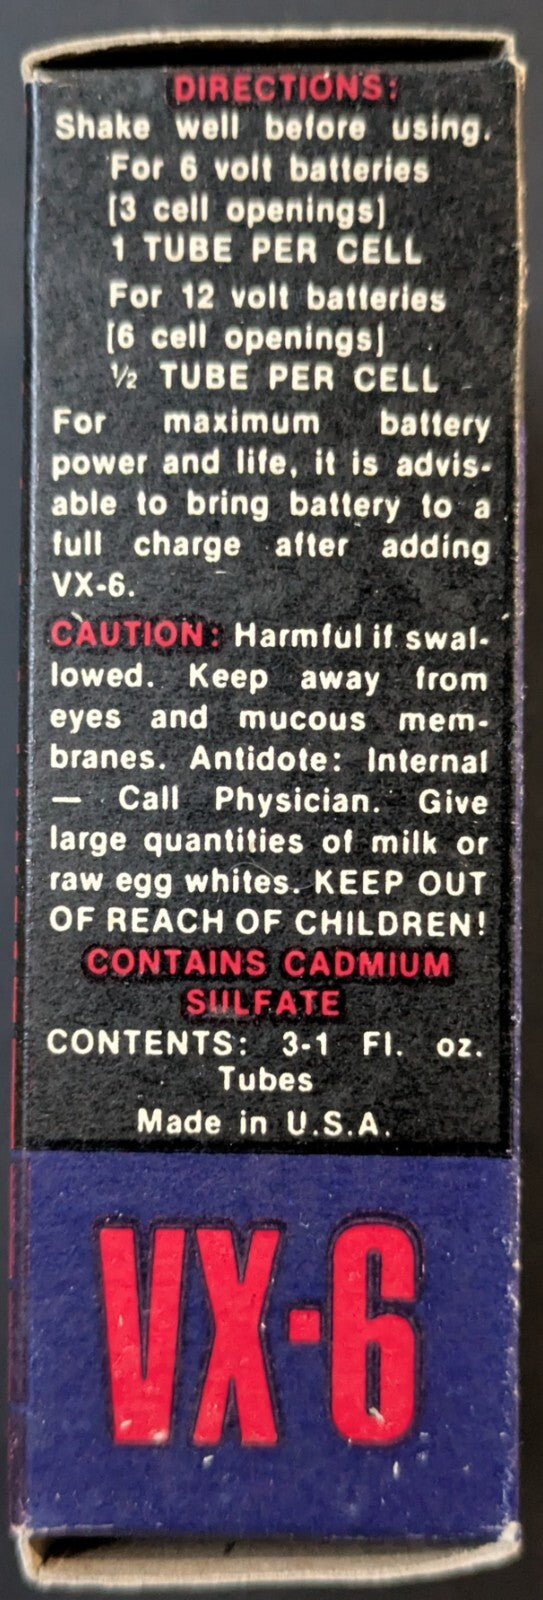 DIRECTIONS:
Shake well before using.
For 6 volt batteries
[3 cell openings]
1 TUBE PER CELL
For 12 volt batteries
[6 cell openings]
½ TUBE PER CELL
For maximum battery
power and life, it is advis-
able to bring battery to a
full charge after adding
VX-6.
CAUTION: Harmful if swal-
lowed. Keep away from
eyes and mucous mem-
branes. Antidote: Internal
— Call Physician. Give
large quantities of milk or
raw egg whites. KEEP OUT
OF REACH OF CHILDREN!
CONTAINS CADMIUM
SULFATE
CONTENTS: 3-1 Fl. oz.
Tubes
Made in U.S.A.
VX-6